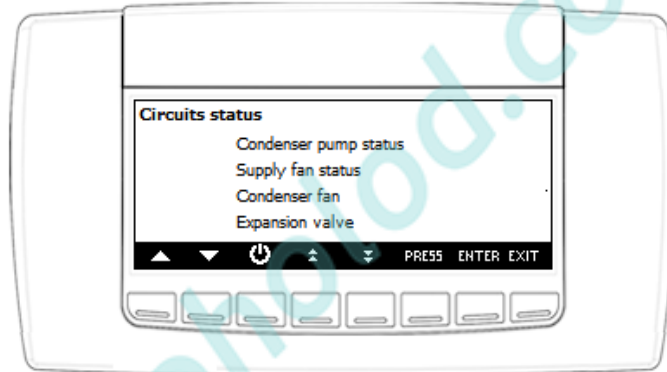 Circuits status
Condenser pump status
Supply fan status
Condenser fan
Expansion valve
PRESS ENTER EXIT